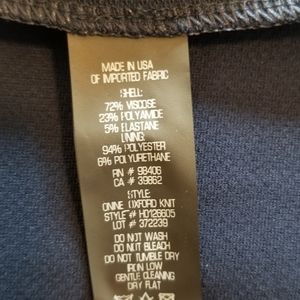 MADE IN USA
OF IMPORTED FABRIC
SHELL:
72% VISCOSE
23% POLYAMIDE
5% ELASTANE
LINING:
94% POLYESTER
6% POLYURETHANE
RN # 98406
CA # 39862
STYLE:
ONINE OXFORD KNIT
STYLE # H0126605
LOT # 372239
DO NOT WASH
DO NOT BLEACH
DO NOT TUMBLE DRY
IRON LOW
GENTLE CLEANING
DRY FLAT